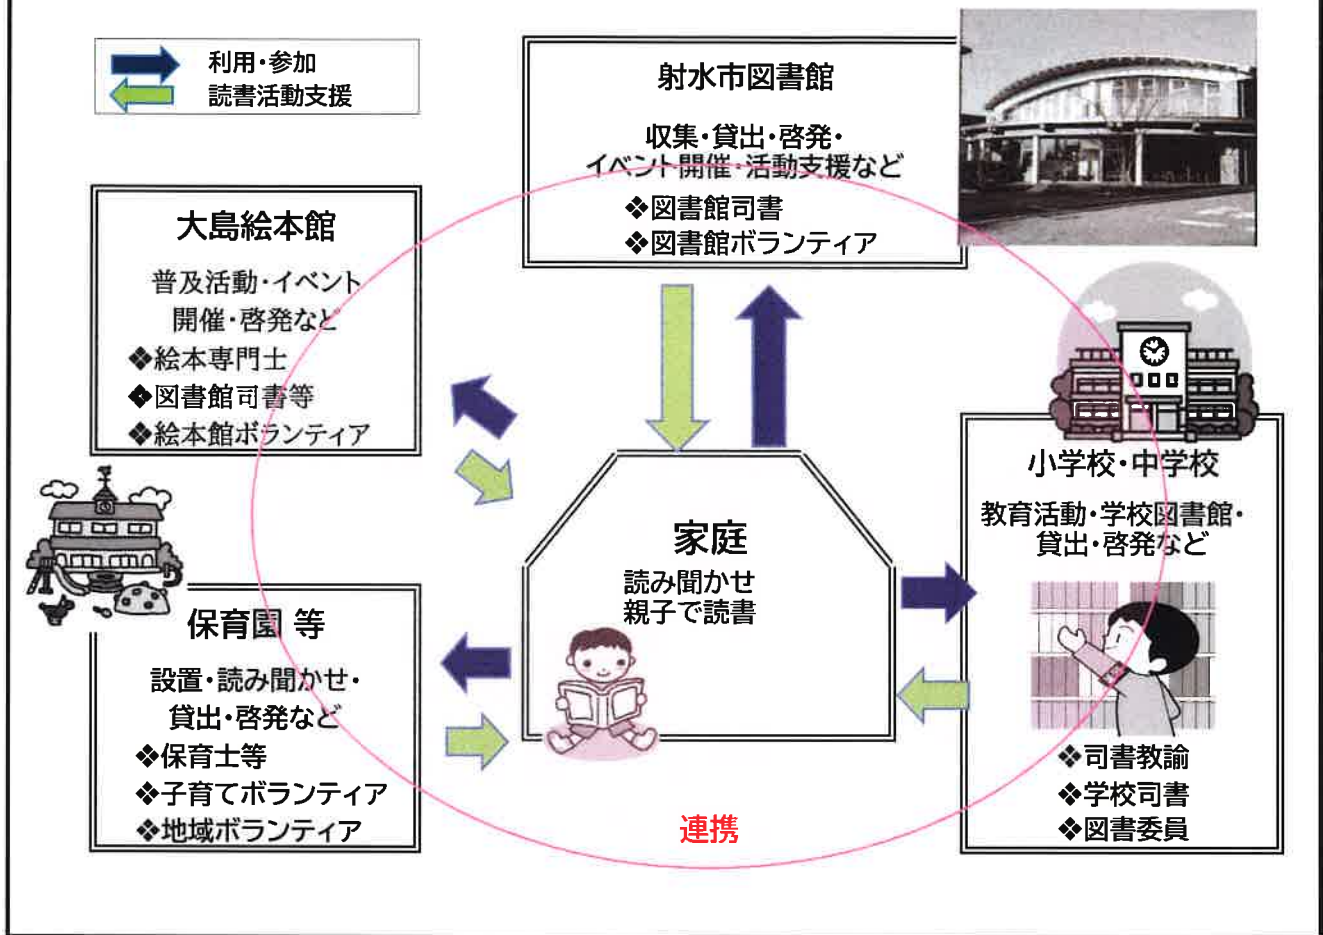 利用・参加
読書活動支援
射水市図書館
収集・貸出・啓発・
イベント開催・活動支援など
❖図書館司書
❖図書館ボランティア
大島絵本館
普及活動・イベント
開催・啓発など
❖絵本専門士
❖図書館司書等
❖絵本館ボランティア
家庭
読み聞かせ
親子で読書
小学校・中学校
教育活動・学校図書館・
貸出・啓発など
❖司書教諭
❖学校司書
❖図書委員
保育園 等
設置・読み聞かせ・
貸出・啓発など
❖保育士等
❖子育てボランティア
❖地域ボランティア
連携